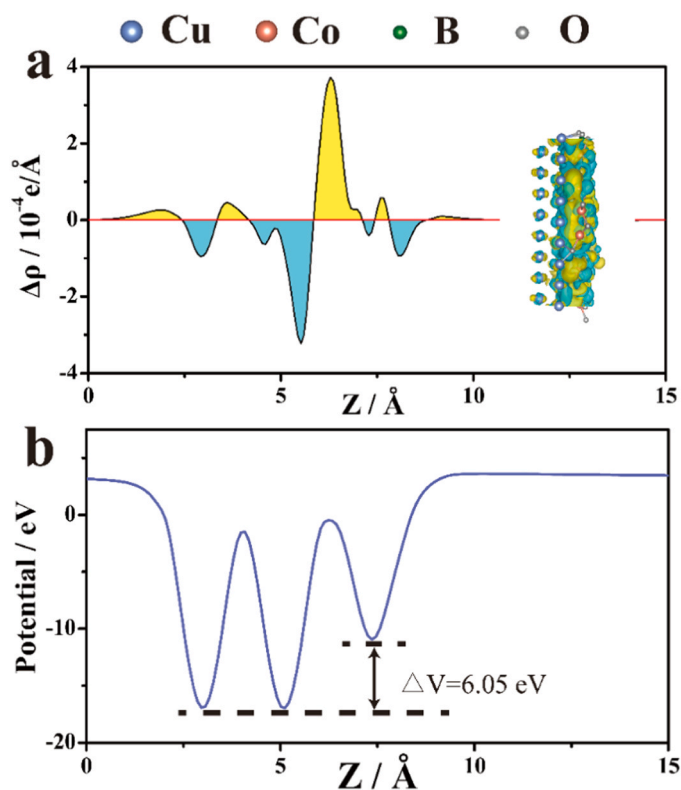 Cu Co B O
a
4
2
0
-2
-4
Δρ / 10⁻⁴e/Å
0 5 10 15
Z / Å
b
0
-10
-20
Potential / eV
△V=6.05 eV
0 5 10 15
Z / Å